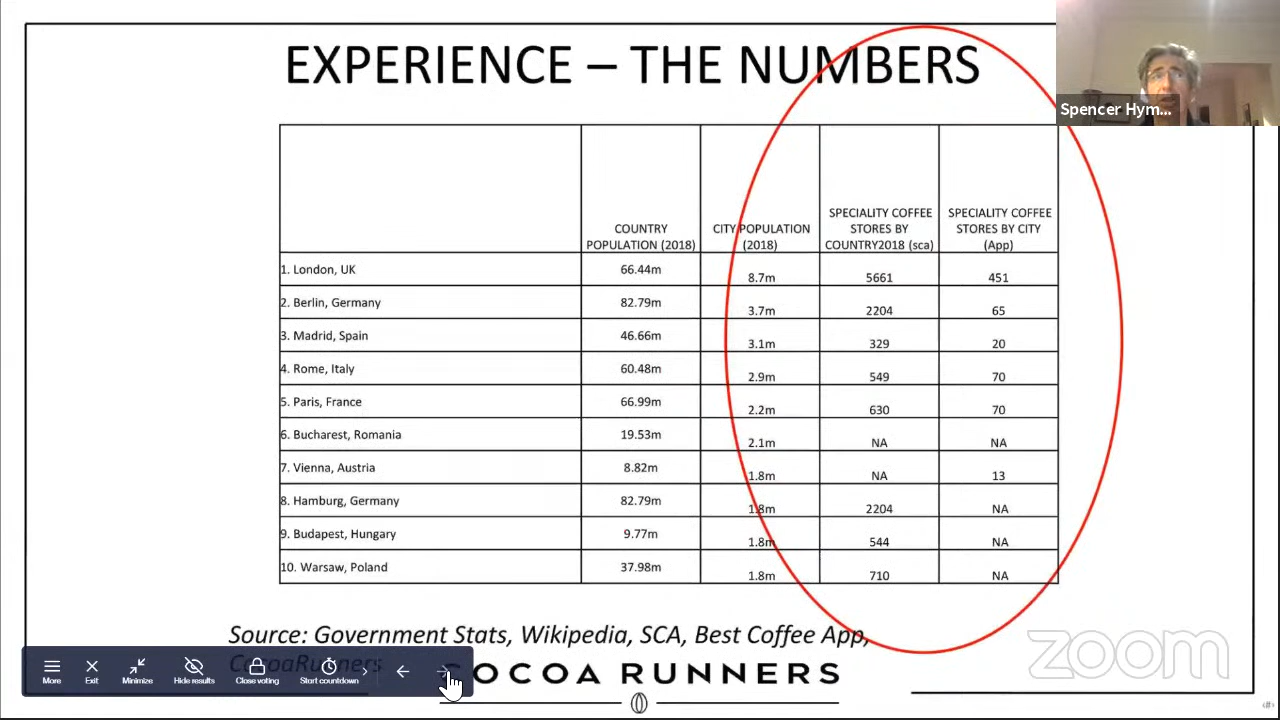 EXPERIENCE – THE NUMBERS
Spencer Hym...
COUNTRY POPULATION (2018)
CITY POPULATION (2018)
SPECIALITY COFFEE STORES BY COUNTRY2018 (sca)
SPECIALITY COFFEE STORES BY CITY (App)
1. London, UK 66.44m 8.7m 5661 451
2. Berlin, Germany 82.79m 3.7m 2204 65
3. Madrid, Spain 46.66m 3.1m 329 20
4. Rome, Italy 60.48m 2.9m 549 70
5. Paris, France 66.99m 2.2m 630 70
6. Bucharest, Romania 19.53m 2.1m NA NA
7. Vienna, Austria 8.82m 1.8m NA 13
8. Hamburg, Germany 82.79m 1.8m 2204 NA
9. Budapest, Hungary 9.77m 1.8m 544 NA
10. Warsaw, Poland 37.98m 1.8m 710 NA
Source: Government Stats, Wikipedia, SCA, Best Coffee App,
CocoaRunners
More Exit Minimize Hide results Close voting Start countdown
OCOA RUNNERS
zoom